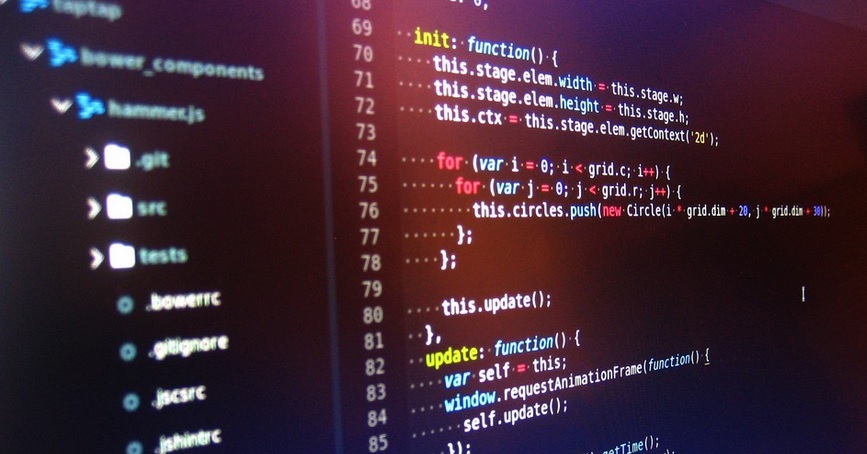 taptap
bower_components
hammer.js
.git
src
tests
.bowerrc
.gitignore
.jscsrc
.jshintrc
68
69 init: function() {
70 this.stage.elem.width = this.stage.w;
71 this.stage.elem.height = this.stage.h;
72 this.ctx = this.stage.elem.getContext('2d');
73
74 for (var i = 0; i < grid.c; i++) {
75 for (var j = 0; j < grid.r; j++) {
76 this.circles.push(new Circle(i * grid.dim + 20, j * grid.dim + 30));
77 };
78 };
79
80 this.update();
81 },
82 update: function() {
83 var self = this;
84 window.requestAnimationFrame(function() {
85 self.update();
});
getTime();